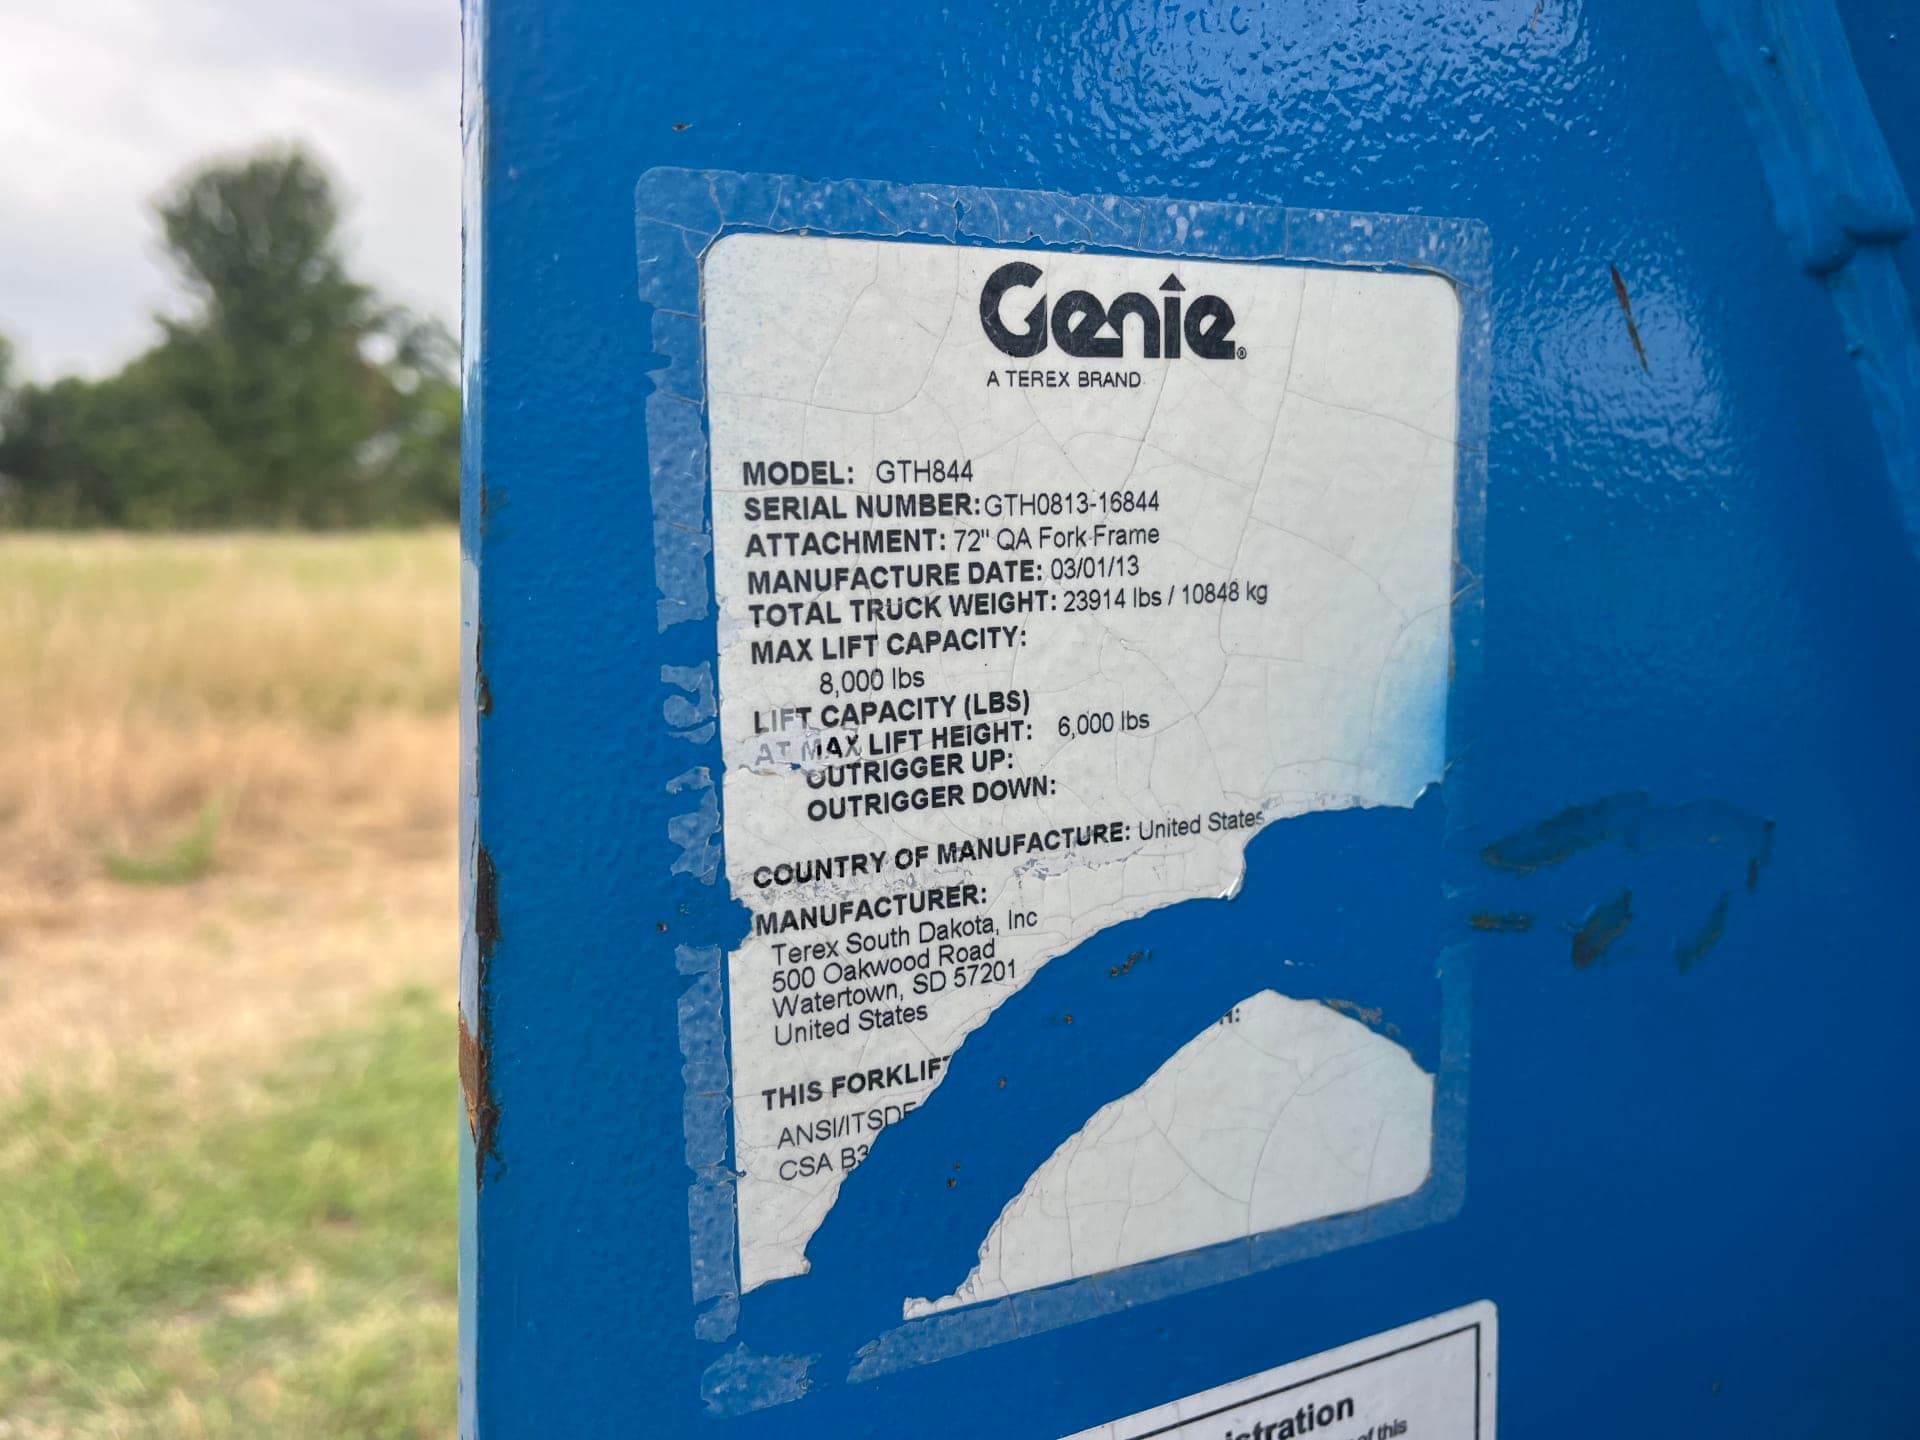 Genie®
A TEREX BRAND
MODEL: GTH844
SERIAL NUMBER: GTH0813-16844
ATTACHMENT: 72" QA Fork Frame
MANUFACTURE DATE: 03/01/13
TOTAL TRUCK WEIGHT: 23914 lbs / 10848 kg
MAX LIFT CAPACITY:
8,000 lbs
LIFT CAPACITY (LBS)
AT MAX LIFT HEIGHT: 6,000 lbs
OUTRIGGER UP:
OUTRIGGER DOWN:
COUNTRY OF MANUFACTURE: United States
MANUFACTURER:
Terex South Dakota, Inc
500 Oakwood Road
Watertown, SD 57201
United States
THIS FORKLIF
ANSI/ITSDF
CSA B3
H:
istration
of this